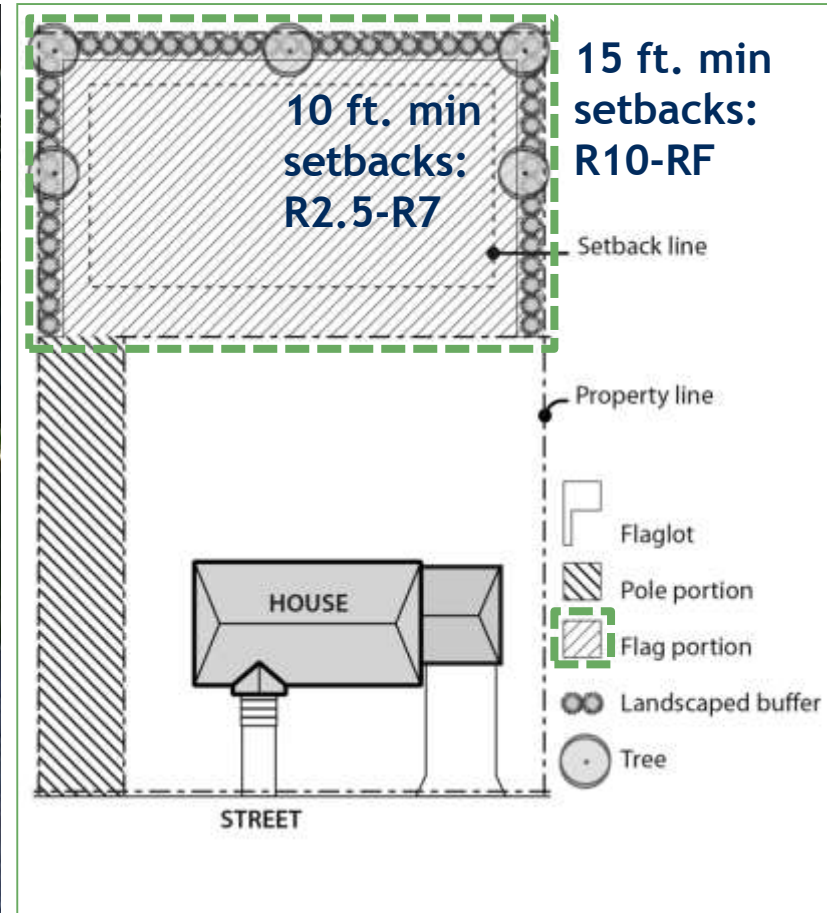 10 ft. min
setbacks:
R2.5-R7
15 ft. min
setbacks:
R10-RF
Setback line
Property line
Flaglot
Pole portion
Flag portion
Landscaped buffer
Tree
HOUSE
STREET